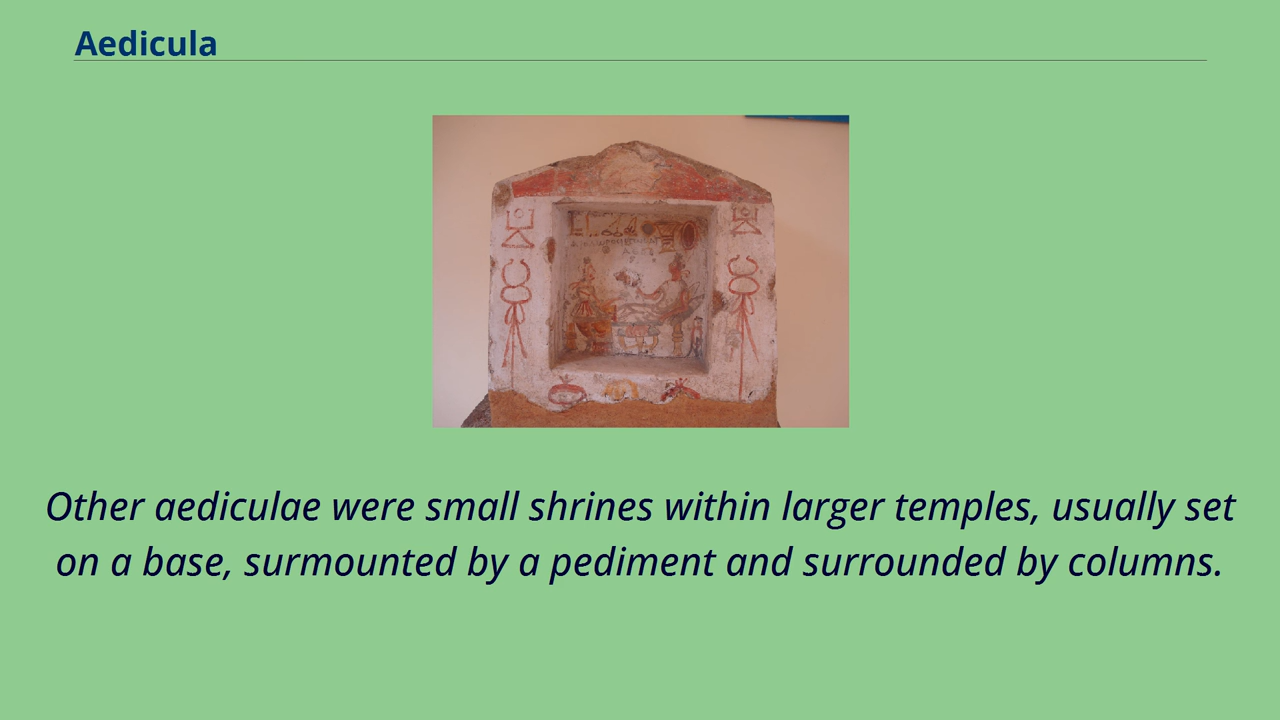 Aedicula
Other aediculae were small shrines within larger temples, usually set
on a base, surmounted by a pediment and surrounded by columns.